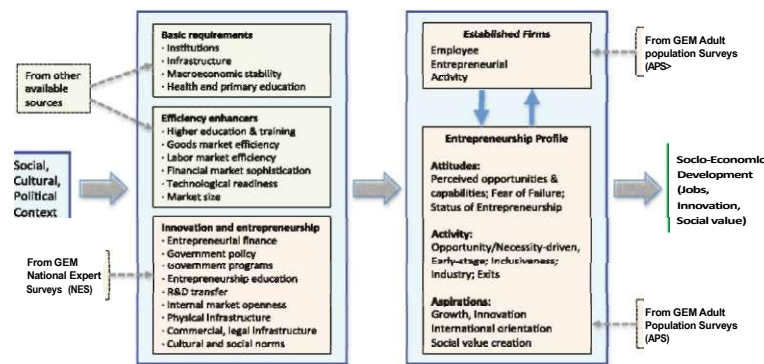 From other
available
sources
Social,
Cultural,
Political
Context
From GEM
National Expert
Surveys (NES)
Basic requirements
· Institutions
· Infrastructure
· Macroeconomic stability
· Health and primary education
Efficiency enhancers
· Higher education & training
· Goods market efficiency
· Labor market efficiency
· Financial market sophistication
· Technological readiness
· Market size
Innovation and entrepreneurship
· Entrepreneurial finance
· Government policy
· Government programs
· Entrepreneurship education
· R&D transfer
· Internal market openness
· Physical Infrastructure
· Commercial, legal Infrastructure
· Cultural and social norms
Established Firms
Employee
Entrepreneurial
Activity
Entrepreneurship Profile
Attitudes:
Perceived opportunities &
capabilities; Fear of Failure;
Status of Entrepreneurship
Activity:
Opportunity/Necessity-driven,
Early-stage; Inclusiveness;
Industry; Exits
Aspirations:
Growth, Innovation
International orientation
Social value creation
From GEM Adult
population Surveys
(APS>
Socio-Economic
Development
(Jobs,
Innovation,
Social value)
From GEM Adult
Population Surveys
(APS)